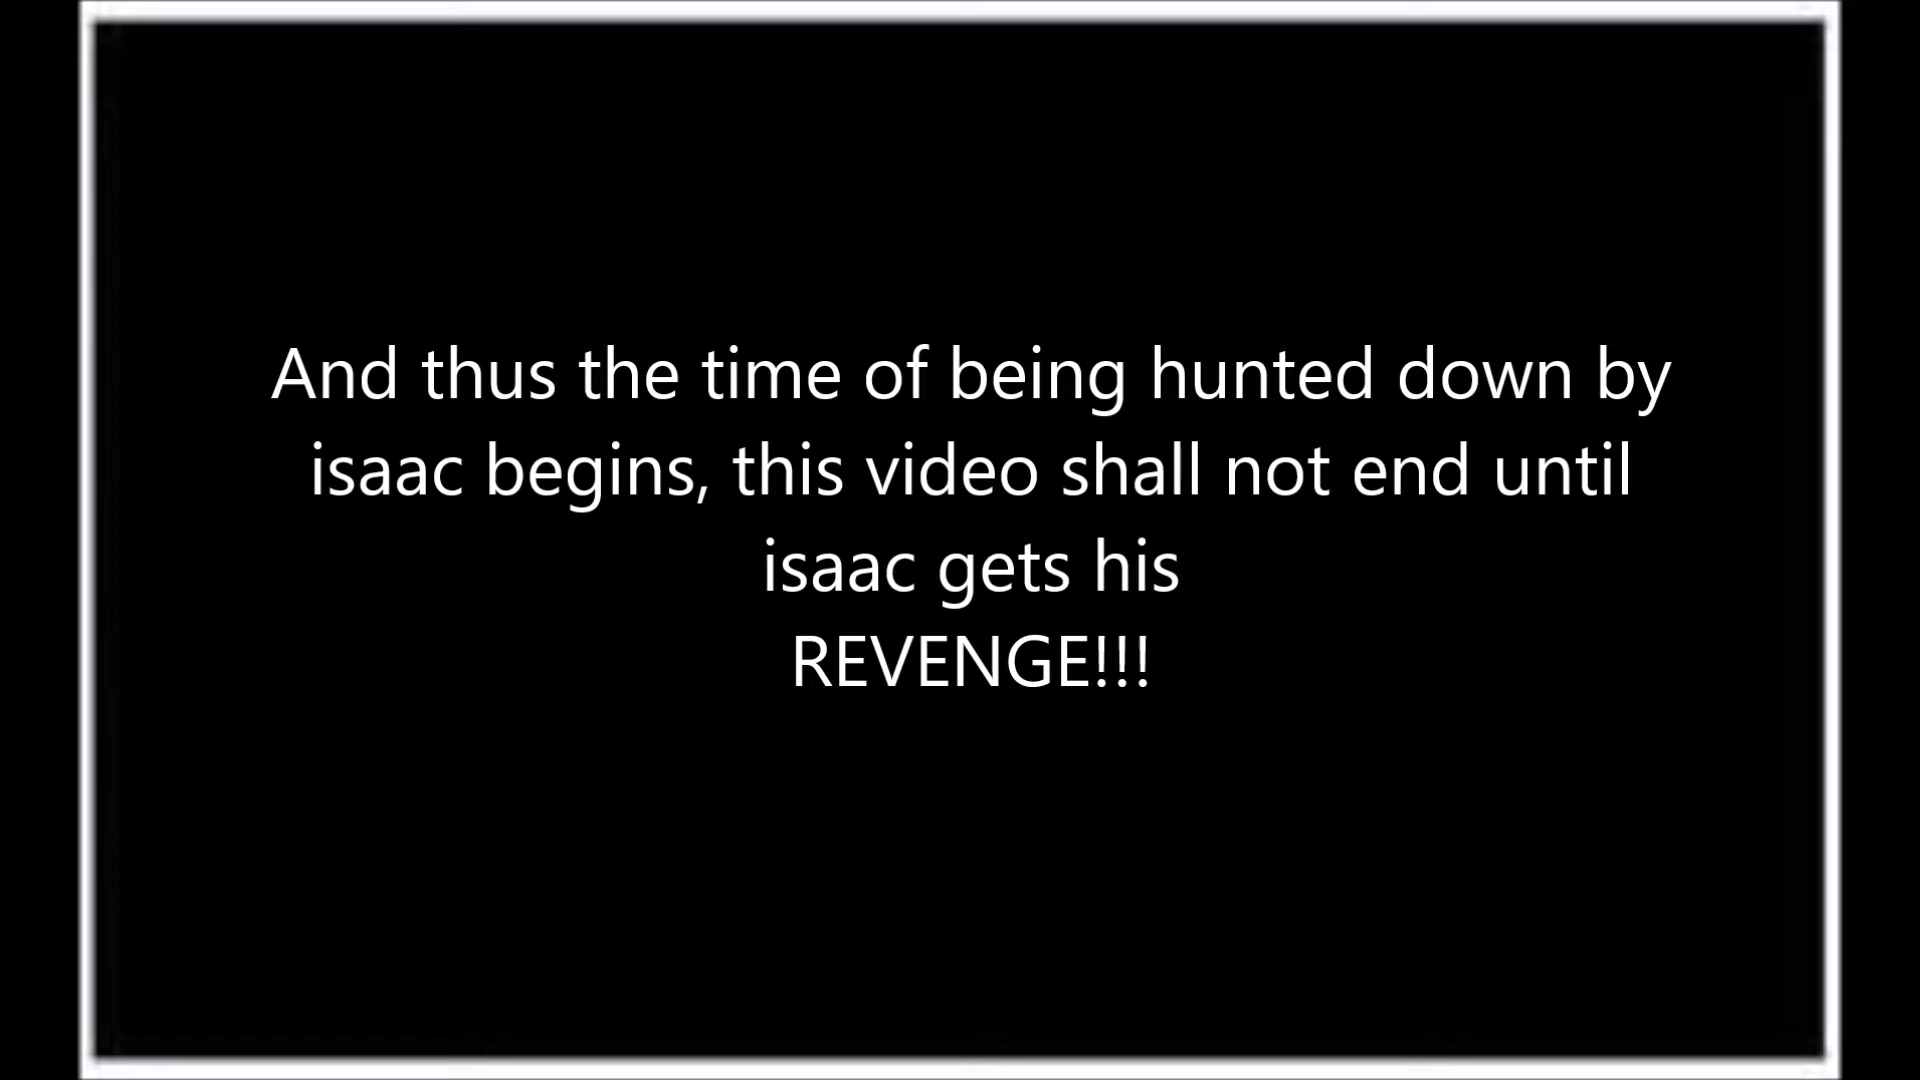 And thus the time of being hunted down by
isaac begins, this video shall not end until
isaac gets his
REVENGE!!!